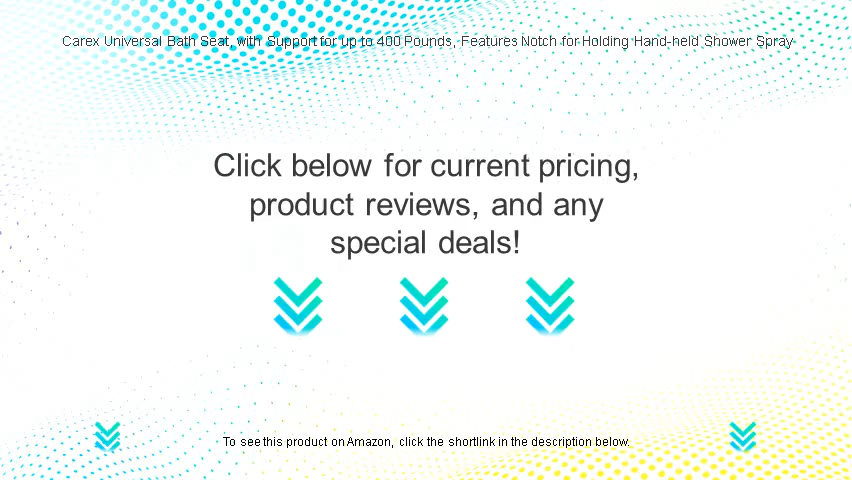 Carex Universal Bath Seat, with Support for up to 400 Pounds, Features Notch for Holding Hand-held Shower Spray
Click below for current pricing,
product reviews, and any
special deals!
To see this product on Amazon, click the shortlink in the description below.